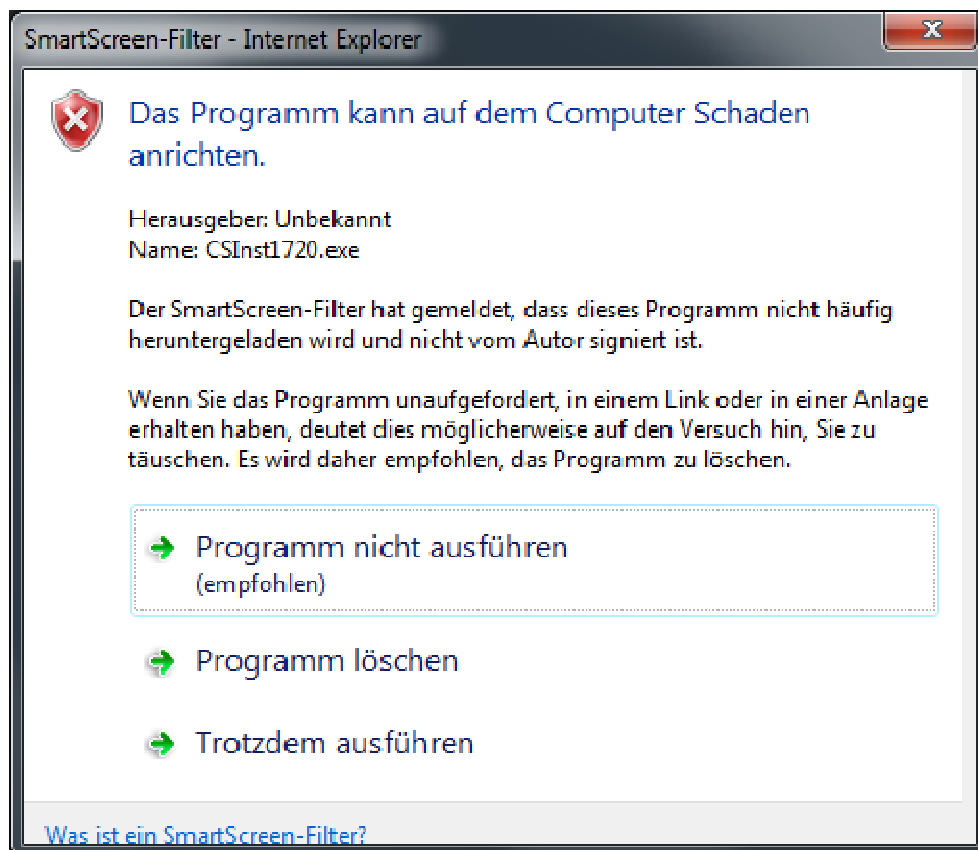 SmartScreen-Filter - Internet Explorer
Das Programm kann auf dem Computer Schaden
anrichten.
Herausgeber: Unbekannt
Name: CSInst1720.exe
Der SmartScreen-Filter hat gemeldet, dass dieses Programm nicht häufig
heruntergeladen wird und nicht vom Autor signiert ist.
Wenn Sie das Programm unaufgefordert, in einem Link oder in einer Anlage
erhalten haben, deutet dies möglicherweise auf den Versuch hin, Sie zu
täuschen. Es wird daher empfohlen, das Programm zu löschen.
Programm nicht ausführen
(empfohlen)
Programm löschen
Trotzdem ausführen
Was ist ein SmartScreen-Filter?